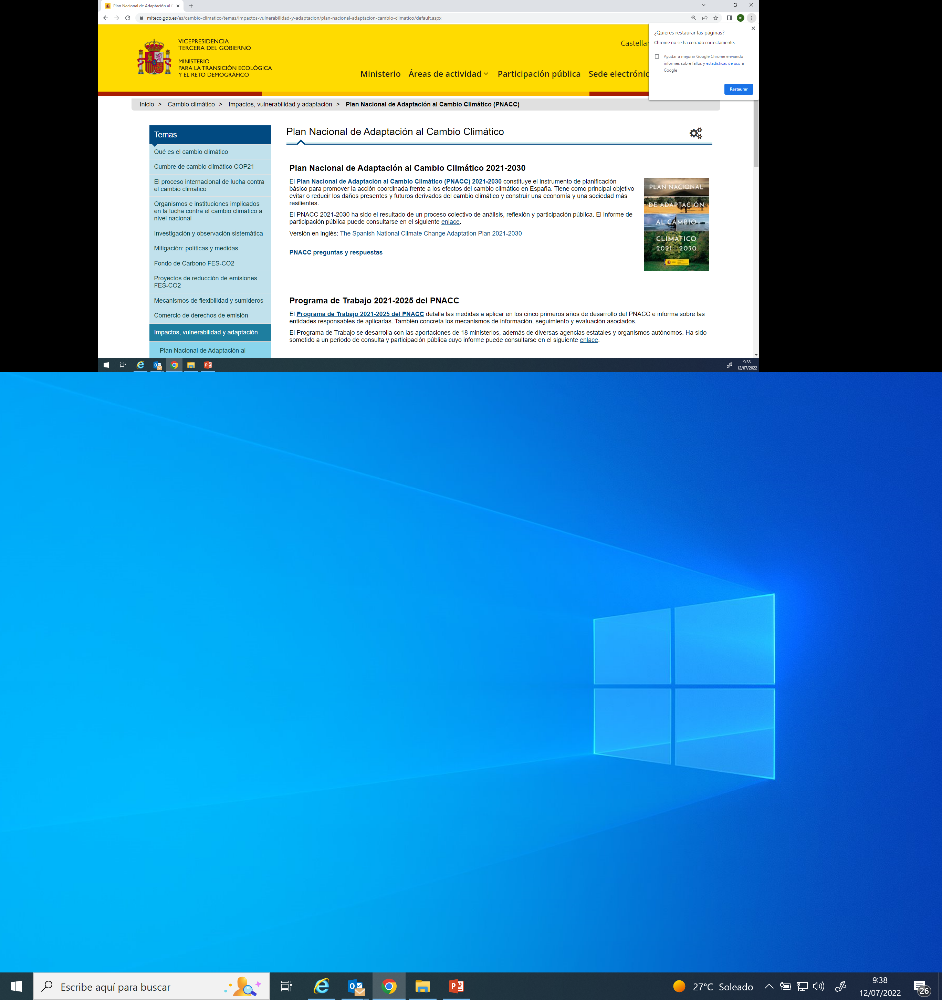 Plan Nacional de Adaptación al C
miteco.gob.es/es/cambio-climatico/temas/impactos-vulnerabilidad-y-adaptacion/plan-nacional-adaptacion-cambio-climatico/default.aspx
m
¿Quieres restaurar las páginas?
Chrome no se ha cerrado correctamente.
Ayudar a mejorar Google Chrome enviando
informes sobre fallos y estadísticas de uso a
Google
Restaurar
VICEPRESIDENCIA
TERCERA DEL GOBIERNO
MINISTERIO
PARA LA TRANSICIÓN ECOLÓGICA
Y EL RETO DEMOGRÁFICO
Castellan
Ministerio Áreas de actividad Participación pública Sede electrónic
Inicio > Cambio climático > Impactos, vulnerabilidad y adaptación > Plan Nacional de Adaptación al Cambio Climático (PNACC)
Temas
Qué es el cambio climático
Cumbre de cambio climático COP21
El proceso internacional de lucha contra
el cambio climático
Organismos e instituciones implicados
en la lucha contra el cambio climático a
nivel nacional
Investigación y observación sistemática
Mitigación: políticas y medidas
Fondo de Carbono FES-CO2
Proyectos de reducción de emisiones
FES-CO2
Mecanismos de flexibilidad y sumideros
Comercio de derechos de emisión
Impactos, vulnerabilidad y adaptación
Plan Nacional de Adaptación al
Plan Nacional de Adaptación al Cambio Climático
Plan Nacional de Adaptación al Cambio Climático 2021-2030
El Plan Nacional de Adaptación al Cambio Climático (PNACC) 2021-2030 constituye el instrumento de planificación
básico para promover la acción coordinada frente a los efectos del cambio climático en España. Tiene como principal objetivo
evitar o reducir los daños presentes y futuros derivados del cambio climático y construir una economía y una sociedad más
resilientes.
El PNACC 2021-2030 ha sido el resultado de un proceso colectivo de análisis, reflexión y participación pública. El informe de
participación pública puede consultarse en el siguiente enlace.
Versión en inglés: The Spanish National Climate Change Adaptation Plan 2021-2030
PNACC preguntas y respuestas
PLAN NACIONAL
DE ADAPTACIÓN
AL CAMBIO
CLIMÁTICO
2021 - 2030
Programa de Trabajo 2021-2025 del PNACC
El Programa de Trabajo 2021-2025 del PNACC detalla las medidas a aplicar en los cinco primeros años de desarrollo del PNACC e informa sobre las
entidades responsables de aplicarlas. También concreta los mecanismos de información, seguimiento y evaluación asociados.
El Programa de Trabajo se desarrolla con las aportaciones de 18 ministerios, además de diversas agencias estatales y organismos autónomos. Ha sido
sometido a un periodo de consulta y participación pública cuyo informe puede consultarse en el siguiente enlace.
9:38
12/07/2022
Escribe aquí para buscar
27°C Soleado
9:38
12/07/2022
26